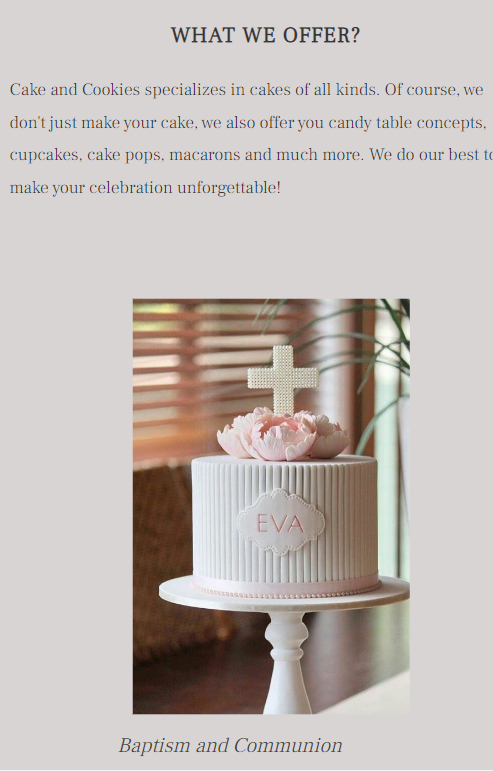 WHAT WE OFFER?
Cake and Cookies specializes in cakes of all kinds. Of course, we
don't just make your cake, we also offer you candy table concepts,
cupcakes, cake pops, macarons and much more. We do our best to
make your celebration unforgettable!
EVA
Baptism and Communion